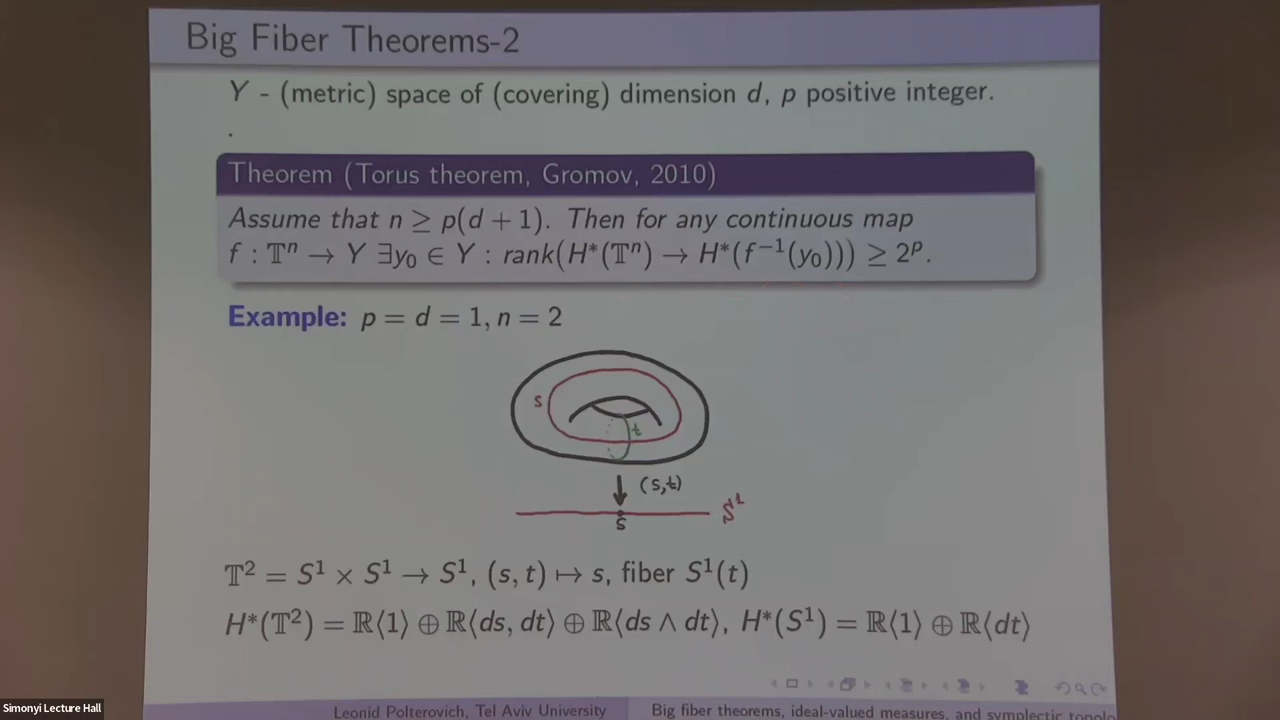 Big Fiber Theorems-2
Y - (metric) space of (covering) dimension d, p positive integer.
.
Theorem (Torus theorem, Gromov, 2010)
Assume that n ≥ p(d + 1). Then for any continuous map
f : 𝕋ⁿ → Y ∃y₀ ∈ Y : rank(H*(𝕋ⁿ) → H*(f⁻¹(y₀))) ≥ 2ᵖ.
Example: p = d = 1, n = 2
s
t
(s,t)
S¹
s
𝕋² = S¹ × S¹ → S¹, (s, t) ↦ s, fiber S¹(t)
H*(𝕋²) = ℝ⟨1⟩ ⊕ ℝ⟨ds, dt⟩ ⊕ ℝ⟨ds ∧ dt⟩, H*(S¹) = ℝ⟨1⟩ ⊕ ℝ⟨dt⟩
Simonyi Lecture Hall
Leonid Polterovich, Tel Aviv University
Big fiber theorems, ideal-valued measures, and symplectic topolo